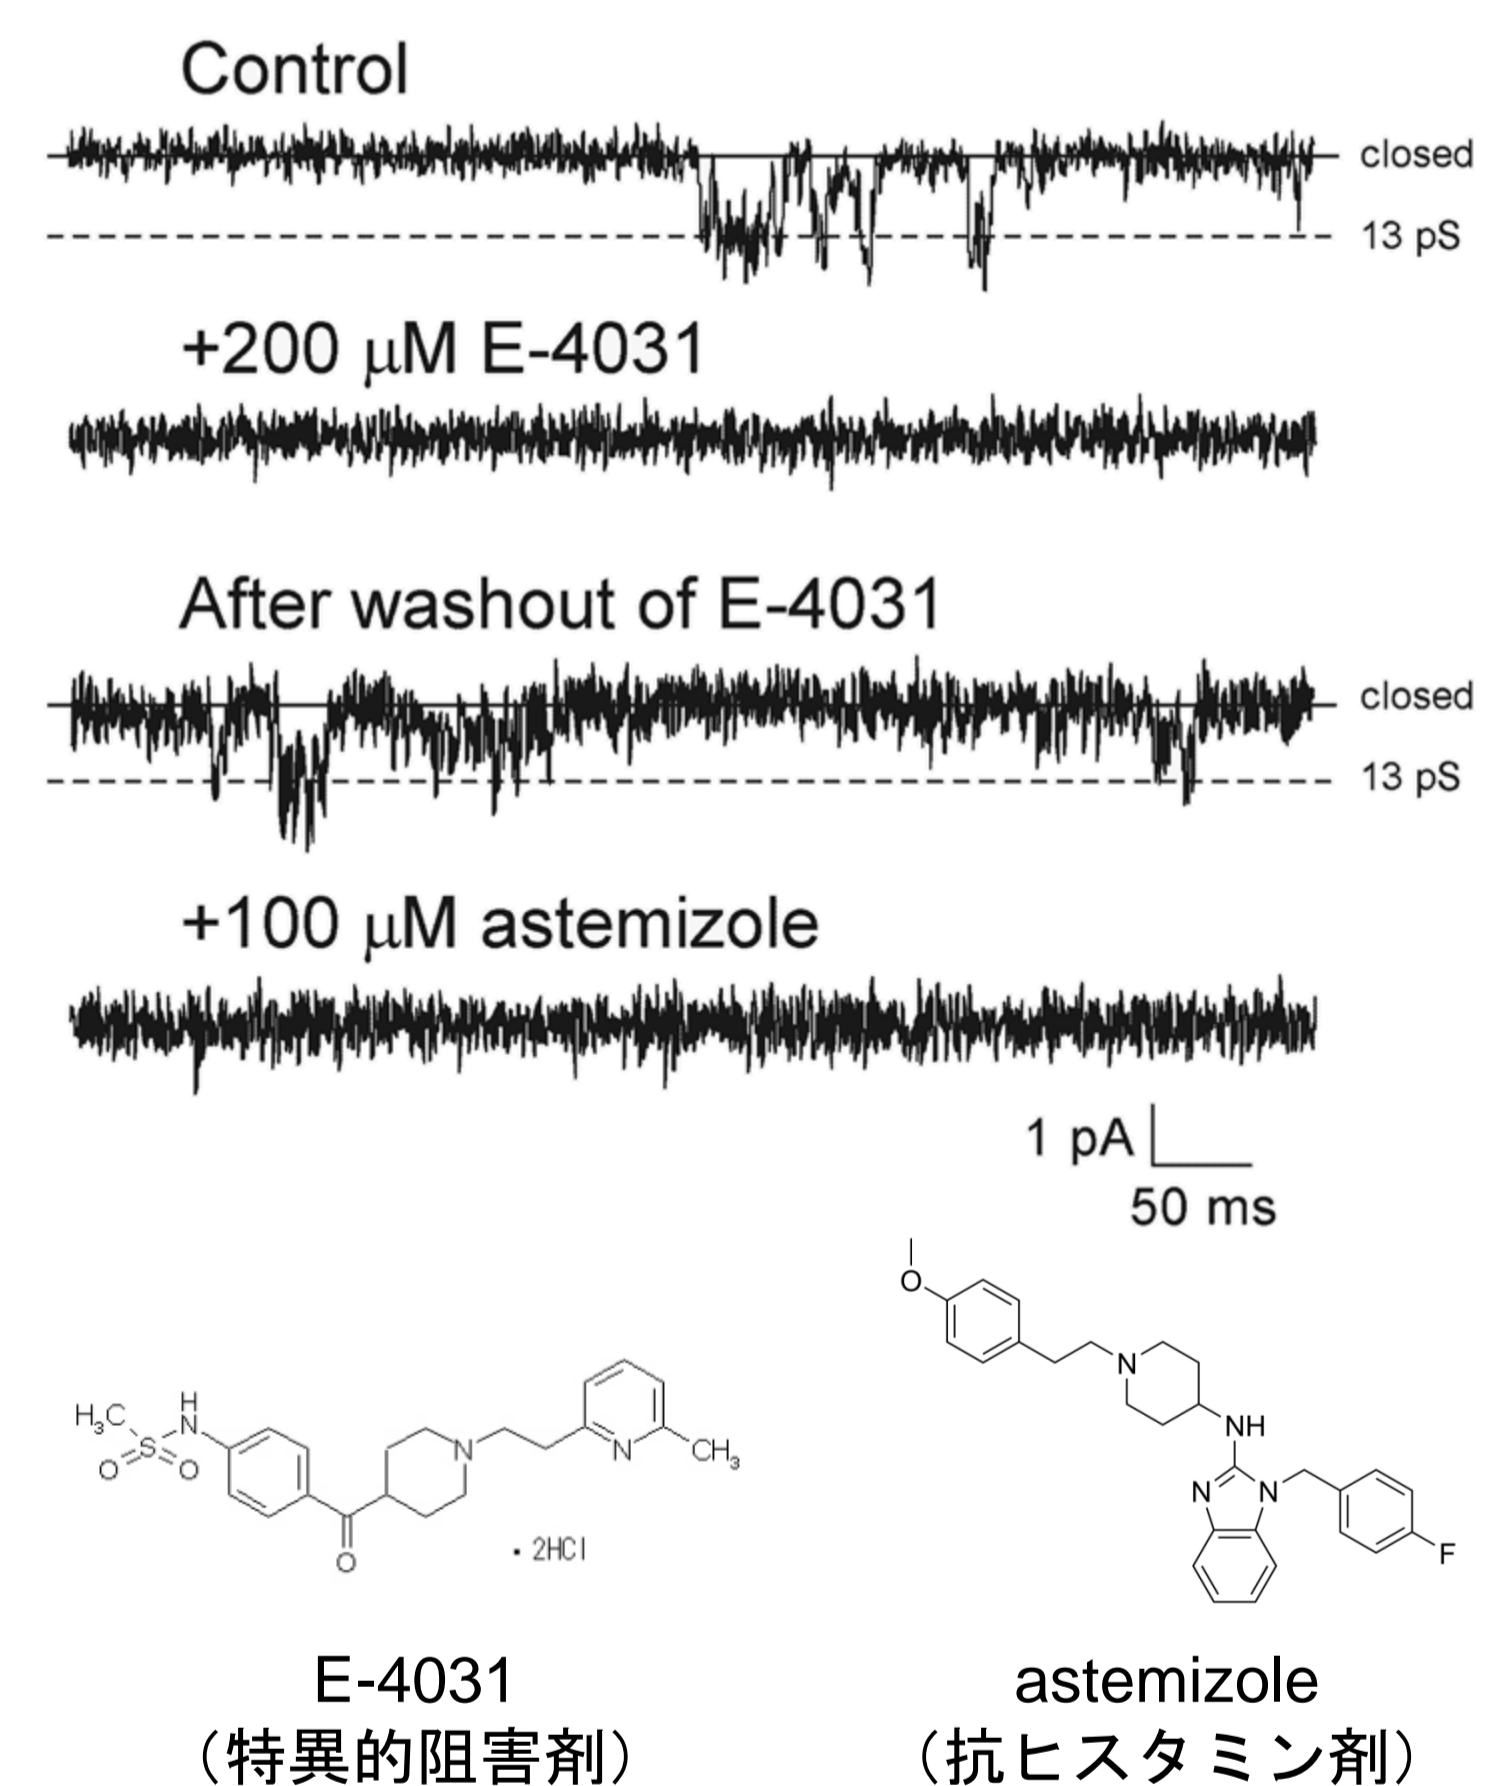 Control
closed
13 pS
+200 µM E-4031
After washout of E-4031
closed
13 pS
+100 µM astemizole
1 pA
50 ms
O
N
NH
N
N
F
H₃C
H
N
S
O
O
O
N
N
CH₃
・2HCl
E-4031
（特異的阻害剤）
astemizole
（抗ヒスタミン剤）